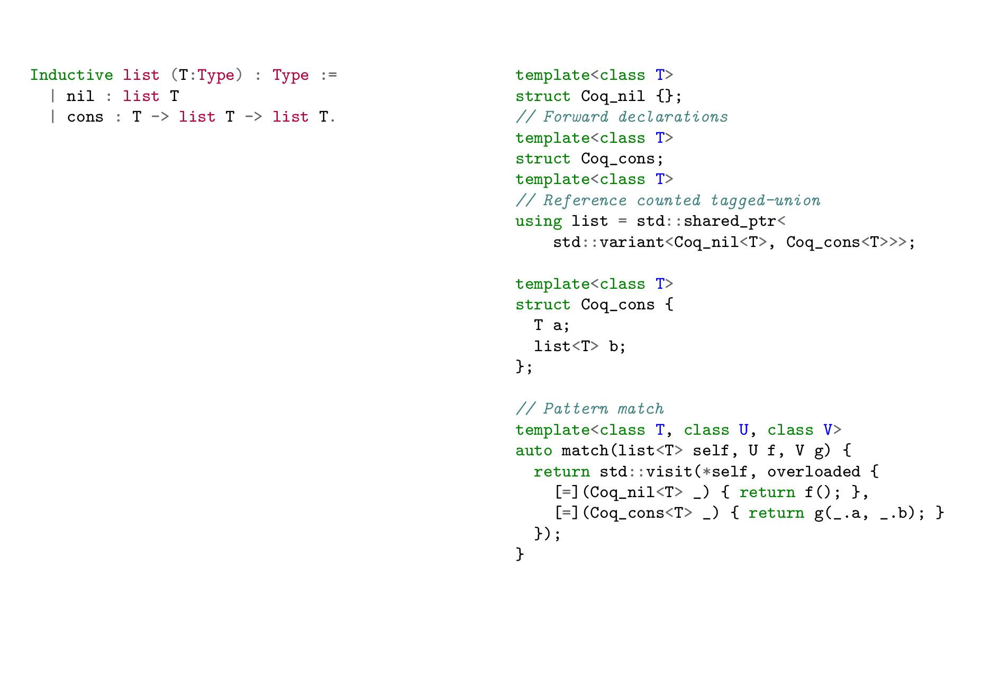 Inductive list (T:Type) : Type :=
  | nil : list T
  | cons : T -> list T -> list T.
template<class T>
struct Coq_nil {};
// Forward declarations
template<class T>
struct Coq_cons;
template<class T>
// Reference counted tagged-union
using list = std::shared_ptr<
    std::variant<Coq_nil<T>, Coq_cons<T>>>;
template<class T>
struct Coq_cons {
  T a;
  list<T> b;
};
// Pattern match
template<class T, class U, class V>
auto match(list<T> self, U f, V g) {
  return std::visit(*self, overloaded {
    [=](Coq_nil<T> _) { return f(); },
    [=](Coq_cons<T> _) { return g(_.a, _.b); }
  });
}